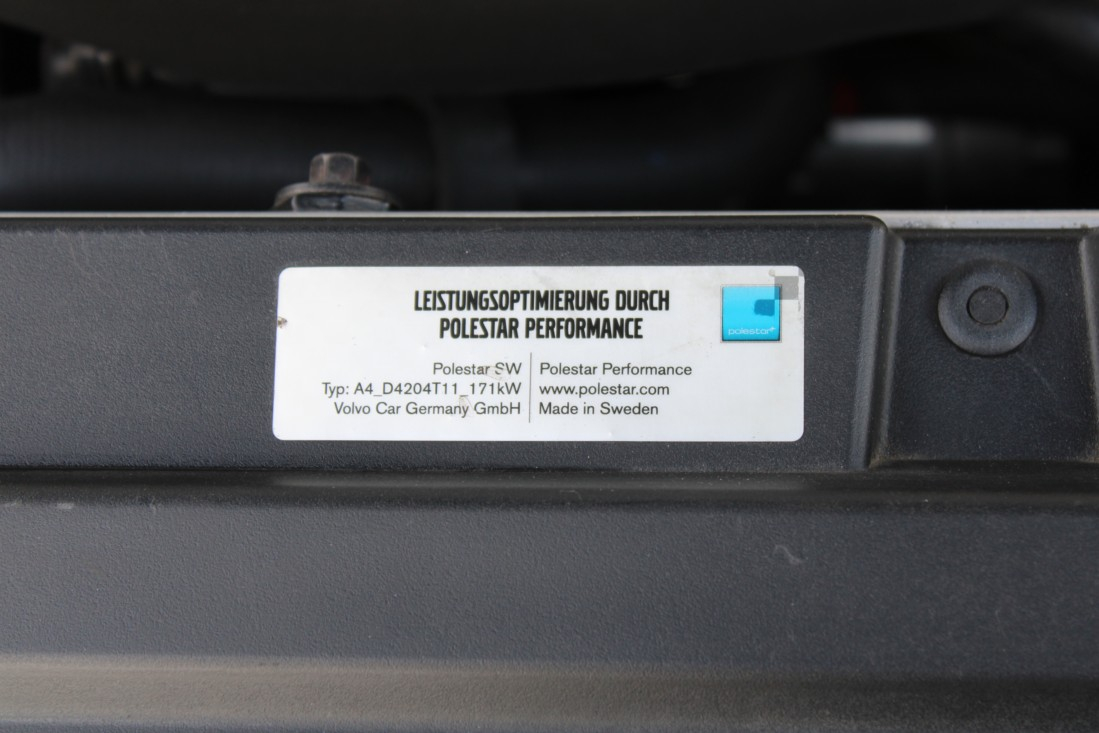 LEISTUNGSOPTIMIERUNG DURCH
POLESTAR PERFORMANCE
polestar
Polestar SW
Typ: A4_D4204T11_171kW
Volvo Car Germany GmbH
Polestar Performance
www.polestar.com
Made in Sweden